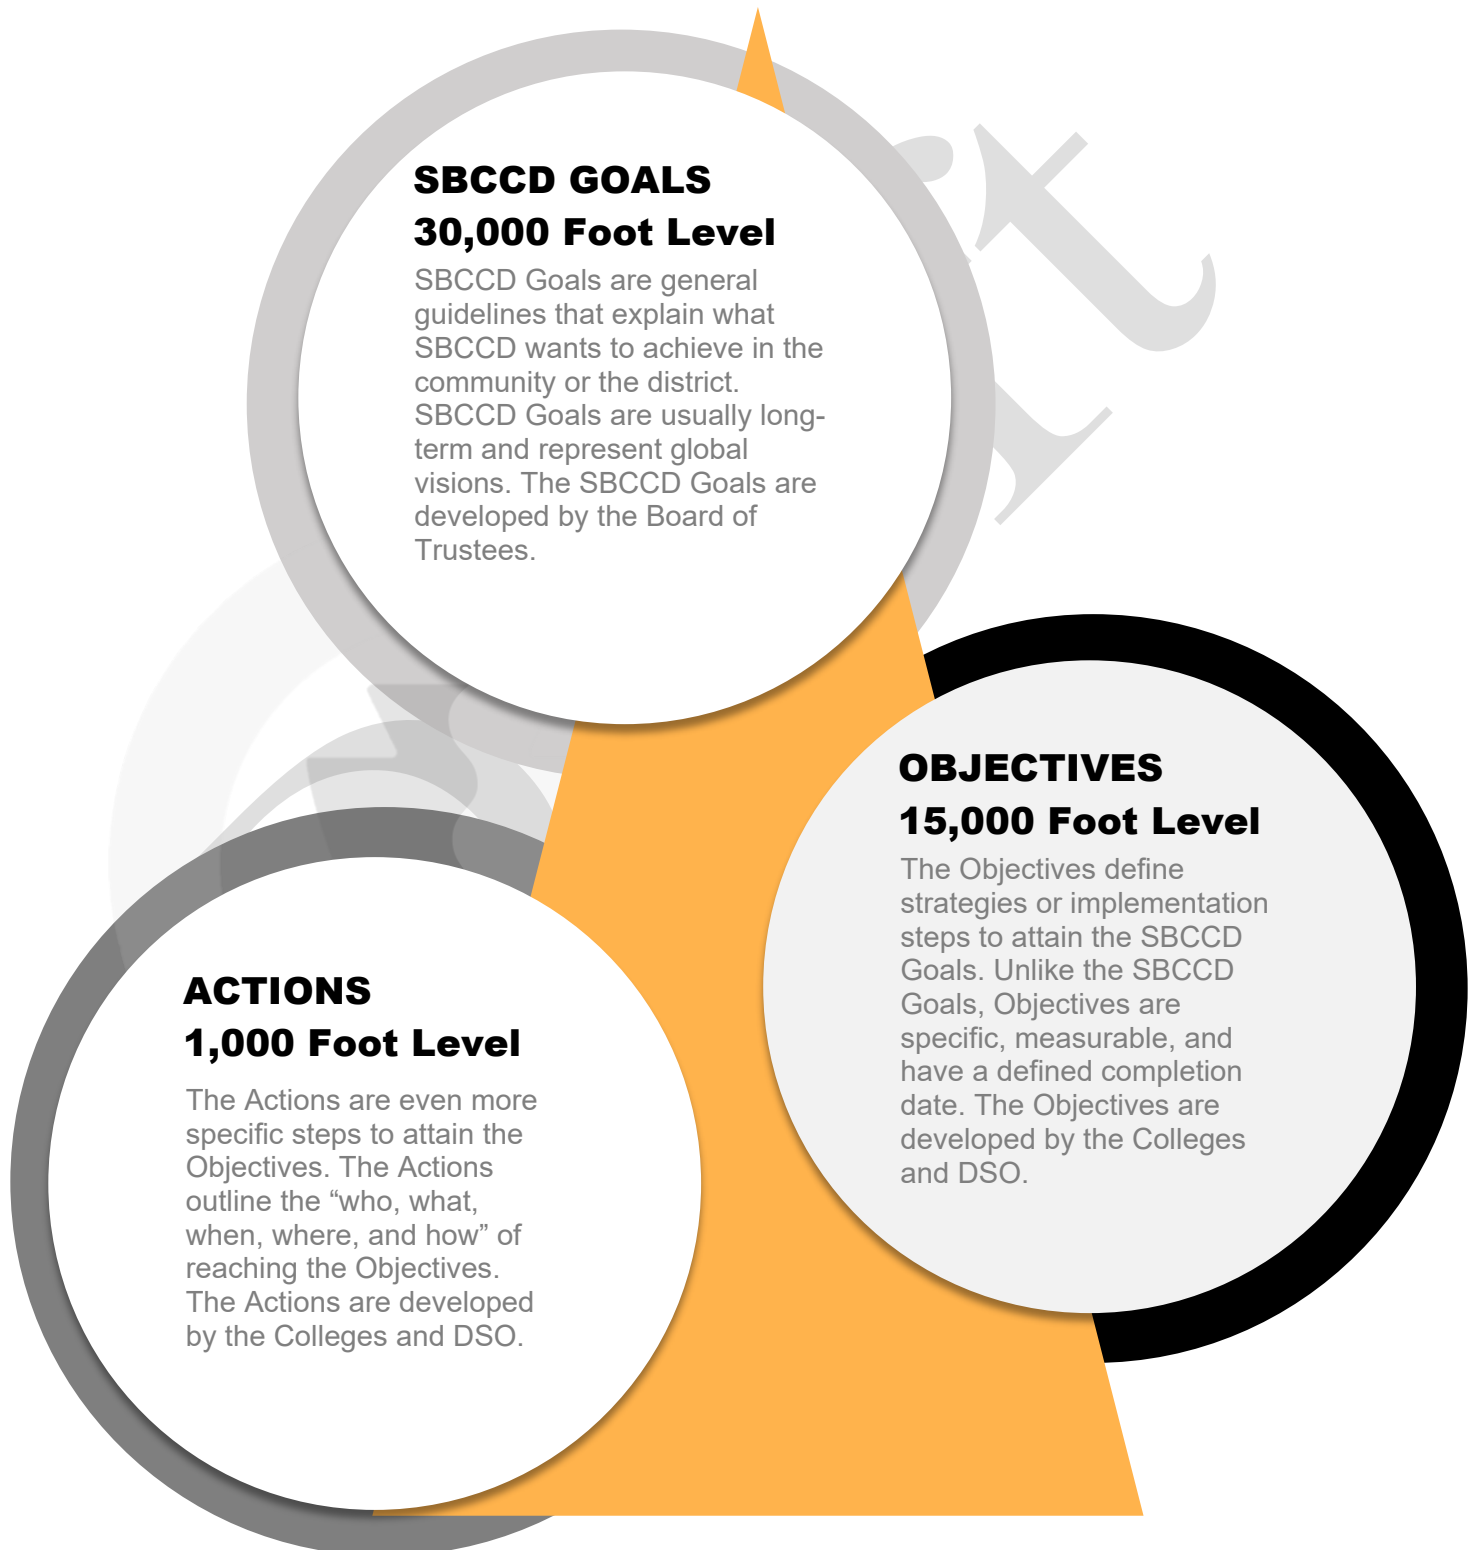 SBCCD GOALS
30,000 Foot Level
SBCCD Goals are general
guidelines that explain what
SBCCD wants to achieve in the
community or the district.
SBCCD Goals are usually long-
term and represent global
visions. The SBCCD Goals are
developed by the Board of
Trustees.
OBJECTIVES
15,000 Foot Level
The Objectives define
strategies or implementation
steps to attain the SBCCD
Goals. Unlike the SBCCD
Goals, Objectives are
specific, measurable, and
have a defined completion
date. The Objectives are
developed by the Colleges
and DSO.
ACTIONS
1,000 Foot Level
The Actions are even more
specific steps to attain the
Objectives. The Actions
outline the “who, what,
when, where, and how” of
reaching the Objectives.
The Actions are developed
by the Colleges and DSO.